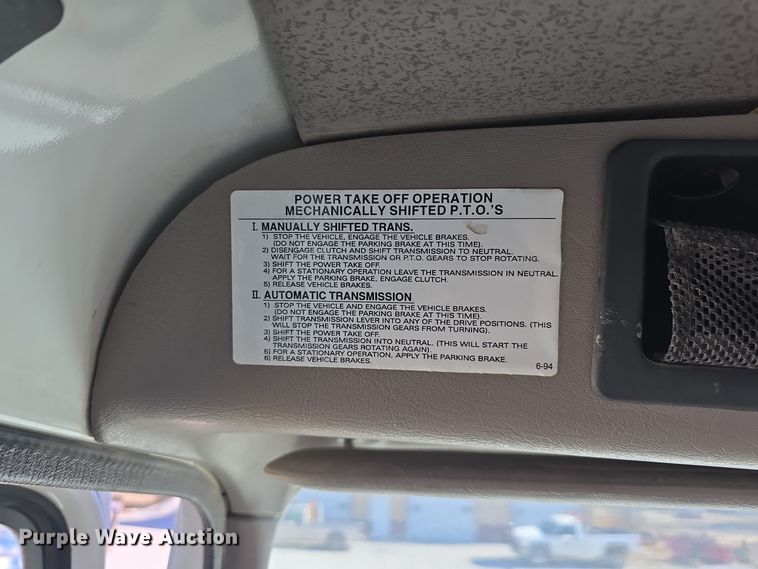 POWER TAKE OFF OPERATION
MECHANICALLY SHIFTED P.T.O.'S
I. MANUALLY SHIFTED TRANS.
1) STOP THE VEHICLE, ENGAGE THE VEHICLE BRAKES.
(DO NOT ENGAGE THE PARKING BRAKE AT THIS TIME).
2) DISENGAGE CLUTCH AND SHIFT TRANSMISSION TO NEUTRAL.
WAIT FOR THE TRANSMISSION OR P.T.O. GEARS TO STOP ROTATING.
3) SHIFT THE POWER TAKE OFF.
4) FOR A STATIONARY OPERATION LEAVE THE TRANSMISSION IN NEUTRAL.
APPLY THE PARKING BRAKE, ENGAGE CLUTCH.
5) RELEASE VEHICLE BRAKES.
II. AUTOMATIC TRANSMISSION
1) STOP THE VEHICLE AND ENGAGE THE VEHICLE BRAKES.
(DO NOT ENGAGE THE PARKING BRAKE AT THIS TIME).
2) SHIFT TRANSMISSION LEVER INTO ANY OF THE DRIVE POSITIONS. (THIS
WILL STOP THE TRANSMISSION GEARS FROM TURNING).
3) SHIFT THE POWER TAKE OFF.
4) SHIFT THE TRANSMISSION INTO NEUTRAL. (THIS WILL START THE
TRANSMISSION GEARS ROTATING AGAIN).
5) FOR A STATIONARY OPERATION, APPLY THE PARKING BRAKE.
6) RELEASE VEHICLE BRAKES.
6-94
Purple Wave Auction